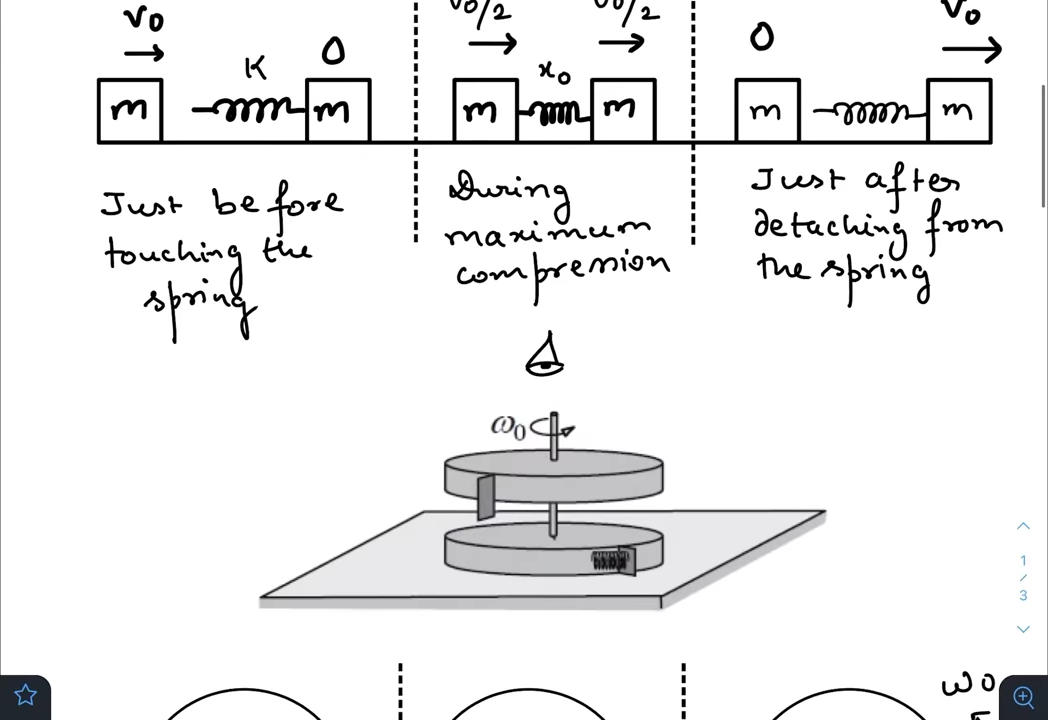 v₀
K
0
m
m
v₀/2
v₀/2
x₀
m
m
0
v₀
m
m
Just before
touching the
spring
During
maximum
compression
Just after
detaching from
the spring
ω₀
1
/
3
ω₀